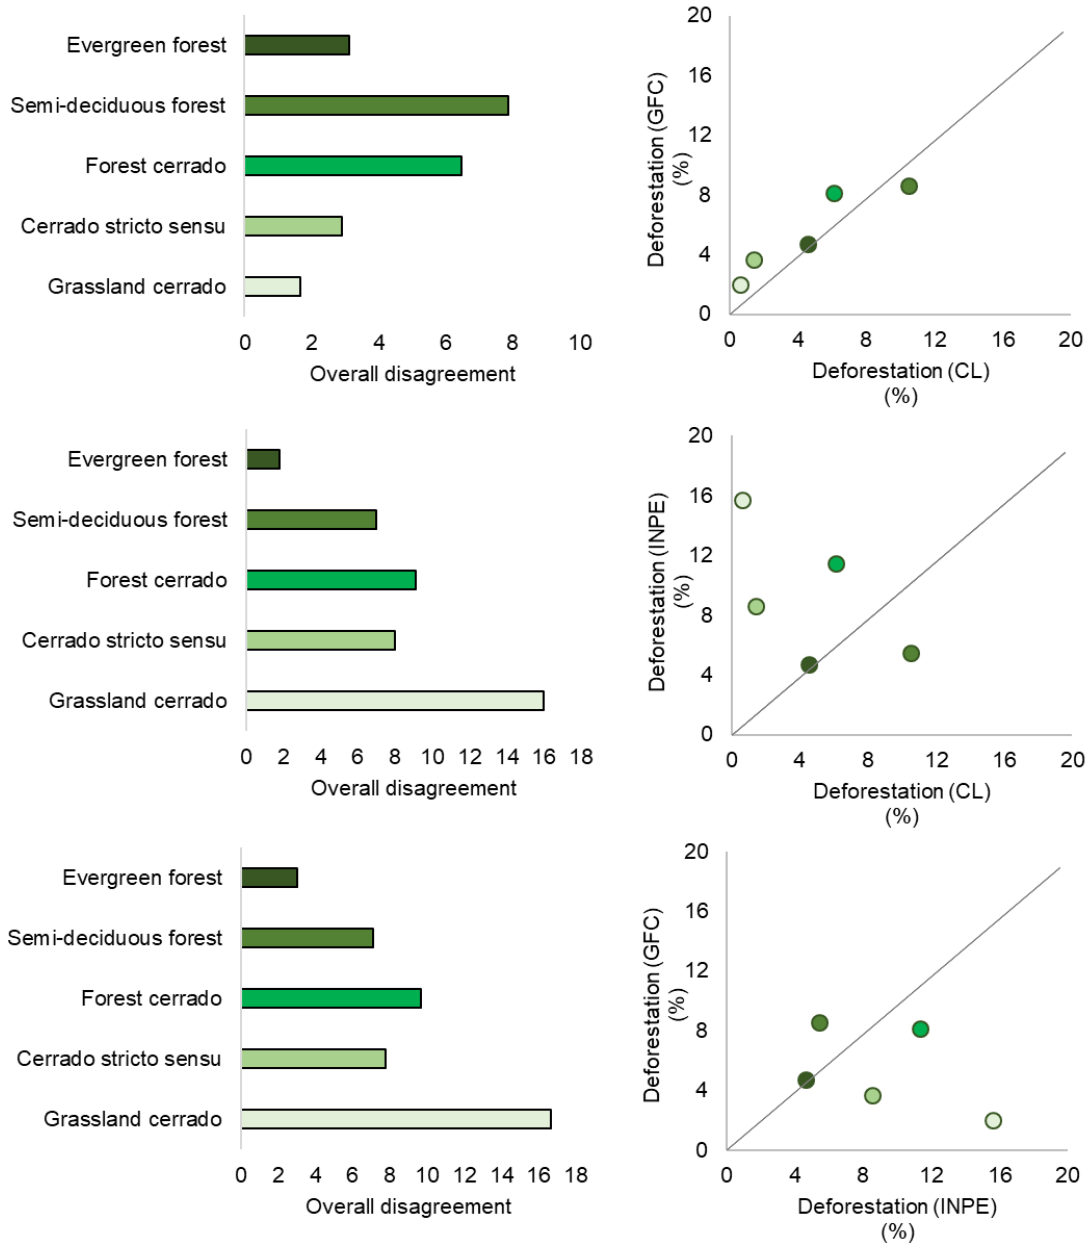 Evergreen forest
Semi-deciduous forest
Forest cerrado
Cerrado stricto sensu
Grassland cerrado
0 2 4 6 8 10
Overall disagreement
20
16
12
8
4
0
Deforestation (GFC)
(%)
0 4 8 12 16 20
Deforestation (CL)
(%)
Evergreen forest
Semi-deciduous forest
Forest cerrado
Cerrado stricto sensu
Grassland cerrado
0 2 4 6 8 10 12 14 16 18
Overall disagreement
20
16
12
8
4
0
Deforestation (INPE)
(%)
0 4 8 12 16 20
Deforestation (CL)
(%)
Evergreen forest
Semi-deciduous forest
Forest cerrado
Cerrado stricto sensu
Grassland cerrado
0 2 4 6 8 10 12 14 16 18
Overall disagreement
20
16
12
8
4
0
Deforestation (GFC)
(%)
0 4 8 12 16 20
Deforestation (INPE)
(%)